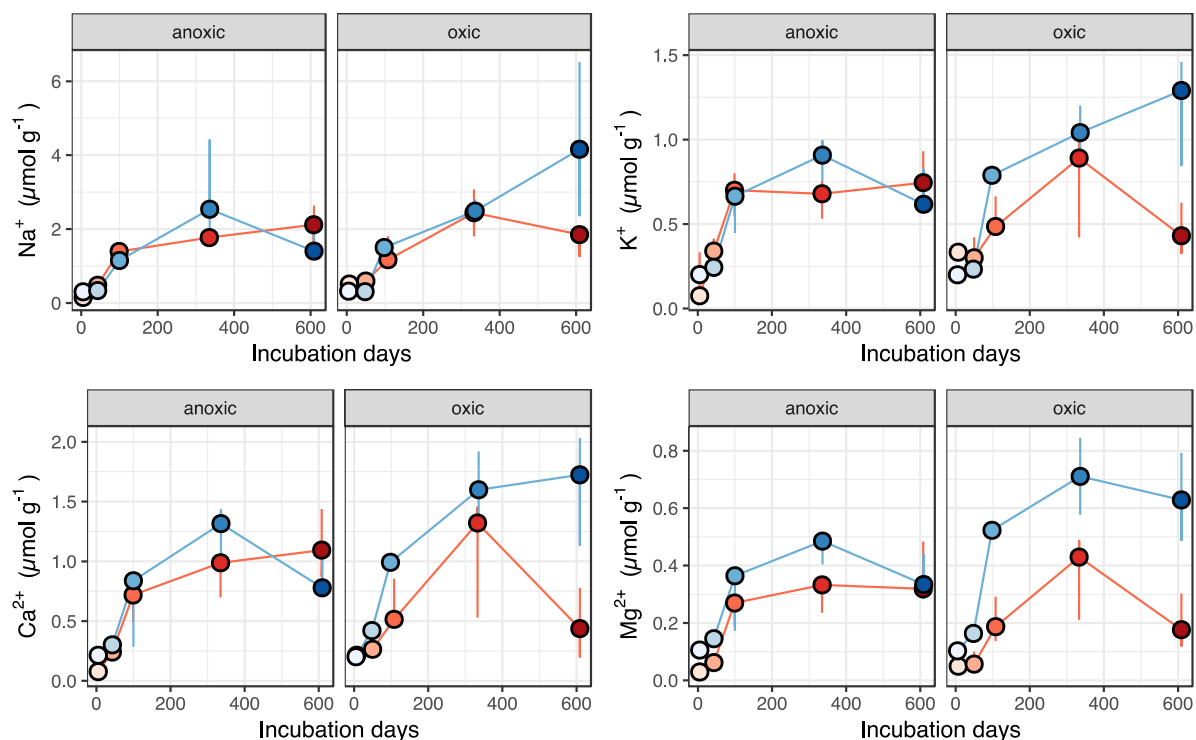 anoxic oxic
Na⁺ (µmol g⁻¹)
6
4
2
0
0 200 400 600 0 200 400 600
Incubation days
anoxic oxic
K⁺ (µmol g⁻¹)
1.5
1.0
0.5
0.0
0 200 400 600 0 200 400 600
Incubation days
anoxic oxic
Ca²⁺ (µmol g⁻¹)
2.0
1.5
1.0
0.5
0.0
0 200 400 600 0 200 400 600
Incubation days
anoxic oxic
Mg²⁺ (µmol g⁻¹)
0.8
0.6
0.4
0.2
0.0
0 200 400 600 0 200 400 600
Incubation days